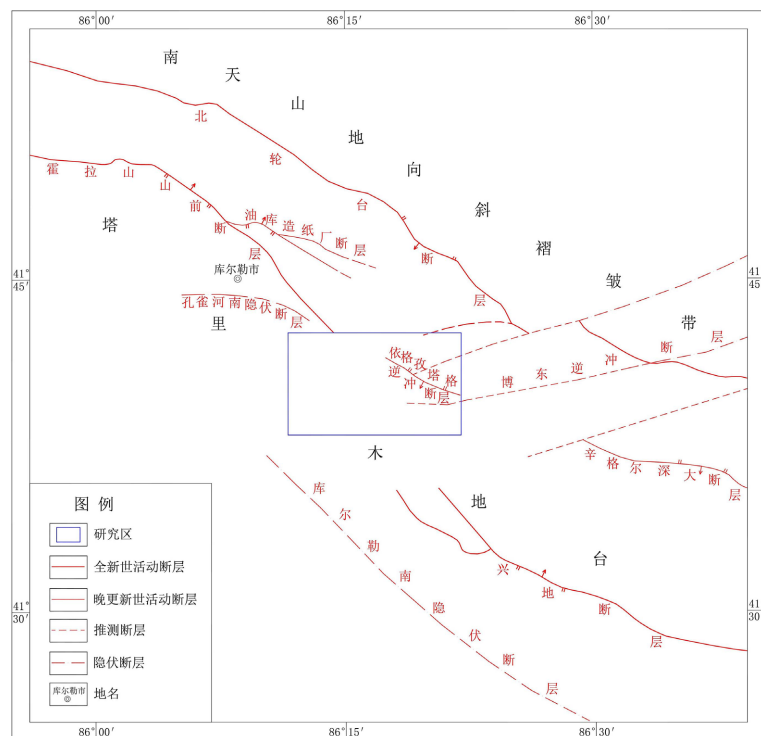 86°00′ 86°15′ 86°30′
南天山地向斜褶皱带
北轮台断层
霍拉山山前断层
油库造纸厂断层
塔里木地台
库尔勒市
41°
45′
41°
45′
孔雀河南隐伏断层
依格孜塔格
逆冲断层
博东逆冲断层
辛格尔深大断层
库尔勒南隐伏断层
兴地断层
图 例
研究区
全新世活动断层
晚更新世活动断层
推测断层
隐伏断层
库尔勒市 地名
41°
30′
41°
30′
86°00′ 86°15′ 86°30′